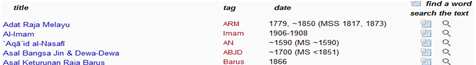 title tag date find a word
search the text
Adat Raja Melayu ARM 1779, ~1850 (MSS 1817, 1873)
Al-Imam Imam 1906-1908
`Aqā'id al-Nasafī AN ~1590 (MS ~1590)
Asal Bangsa Jin & Dewa-Dewa ABJD ~1700 (MS <1851)
Asal Keturunan Raja Barus Barus 1866